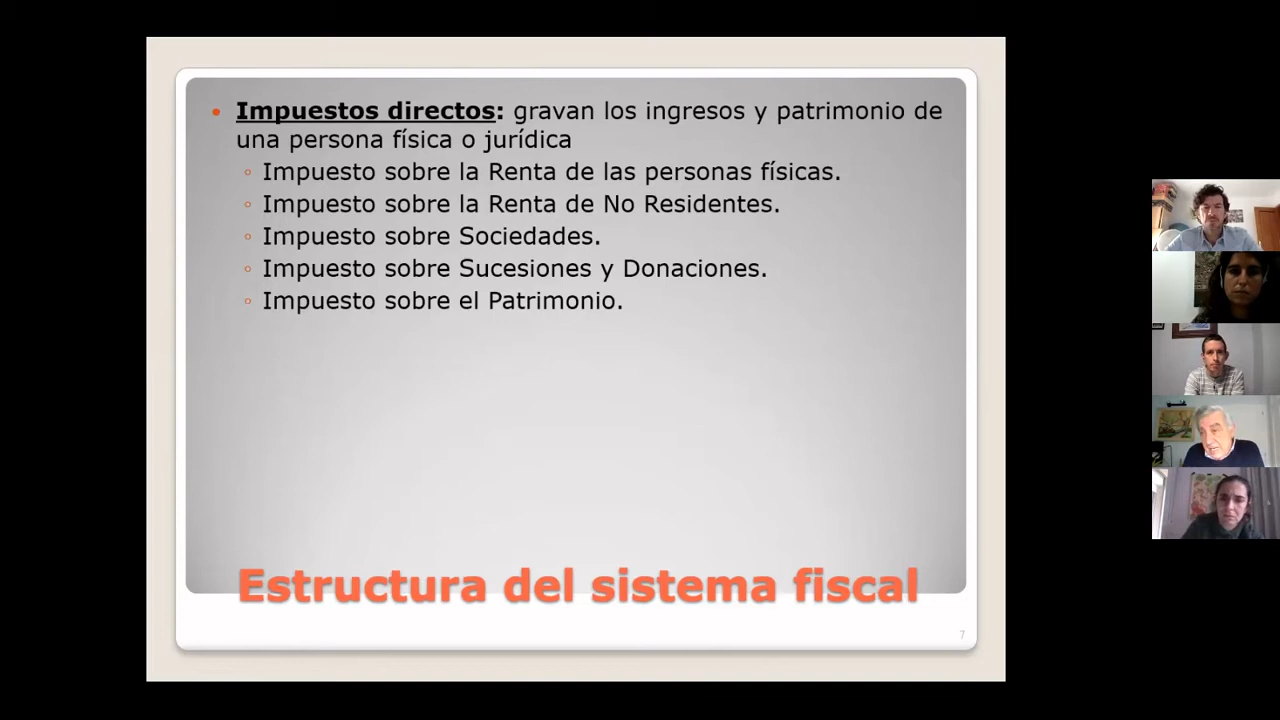 Impuestos directos: gravan los ingresos y patrimonio de
una persona física o jurídica
Impuesto sobre la Renta de las personas físicas.
Impuesto sobre la Renta de No Residentes.
Impuesto sobre Sociedades.
Impuesto sobre Sucesiones y Donaciones.
Impuesto sobre el Patrimonio.
Estructura del sistema fiscal
7